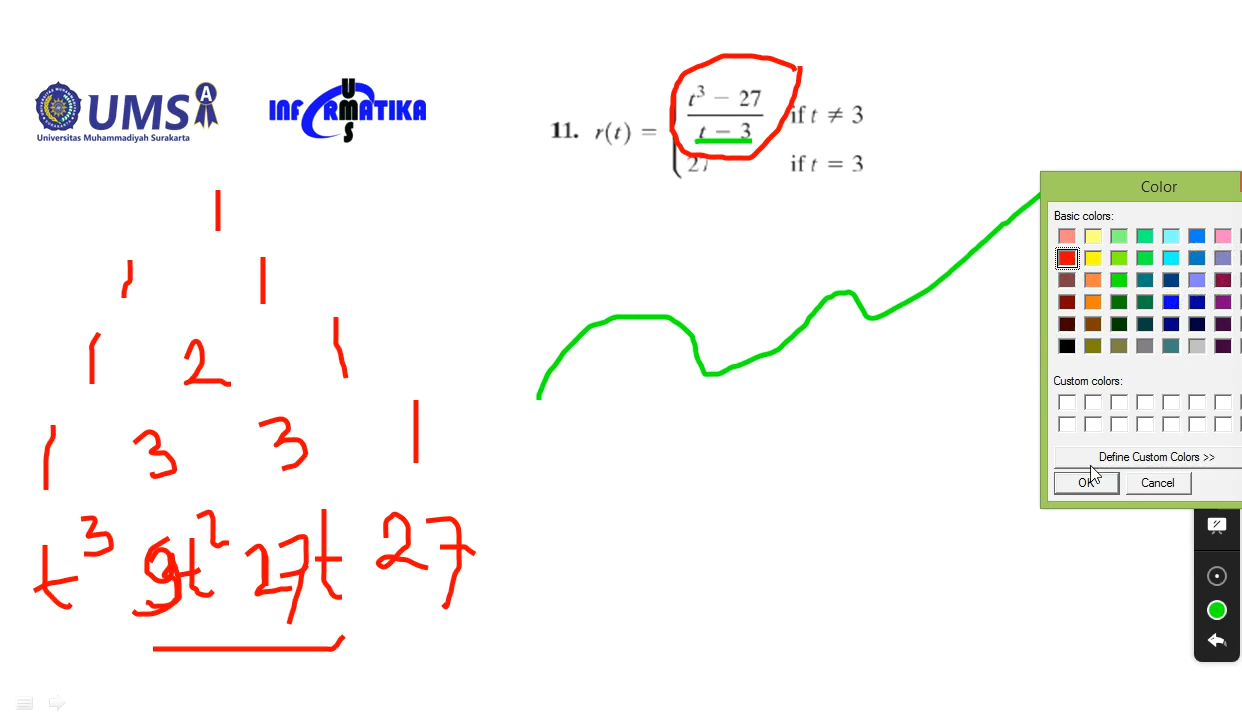 UMS A
Universitas Muhammadiyah Surakarta
INFORMATIKA
UMS
11. r(t) = { t³ − 27 / t − 3 if t ≠ 3
27 if t = 3
1
1 1
1 2 1
1 3 3 1
t³ 9t² 27t 27
Color
Basic colors:
Custom colors:
Define Custom Colors >>
OK Cancel